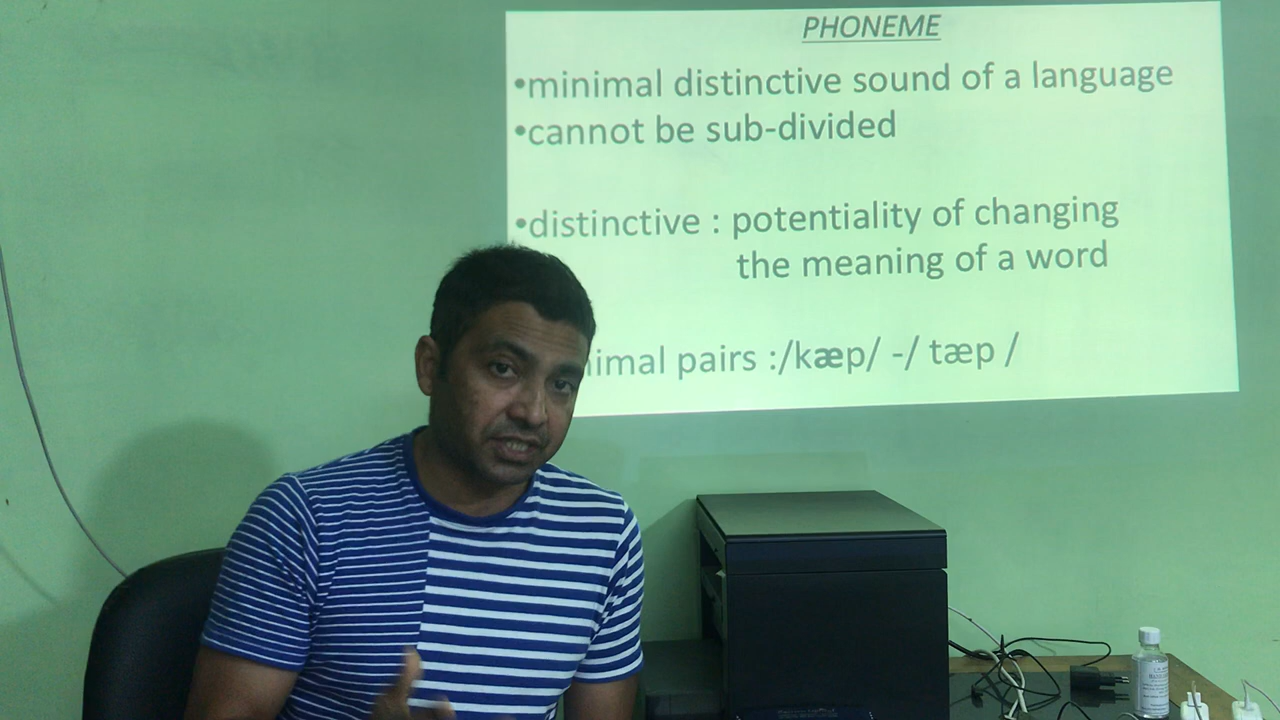 PHONEME
•minimal distinctive sound of a language
•cannot be sub-divided
•distinctive : potentiality of changing
the meaning of a word
pairs :/kæp/ -/ tæp /